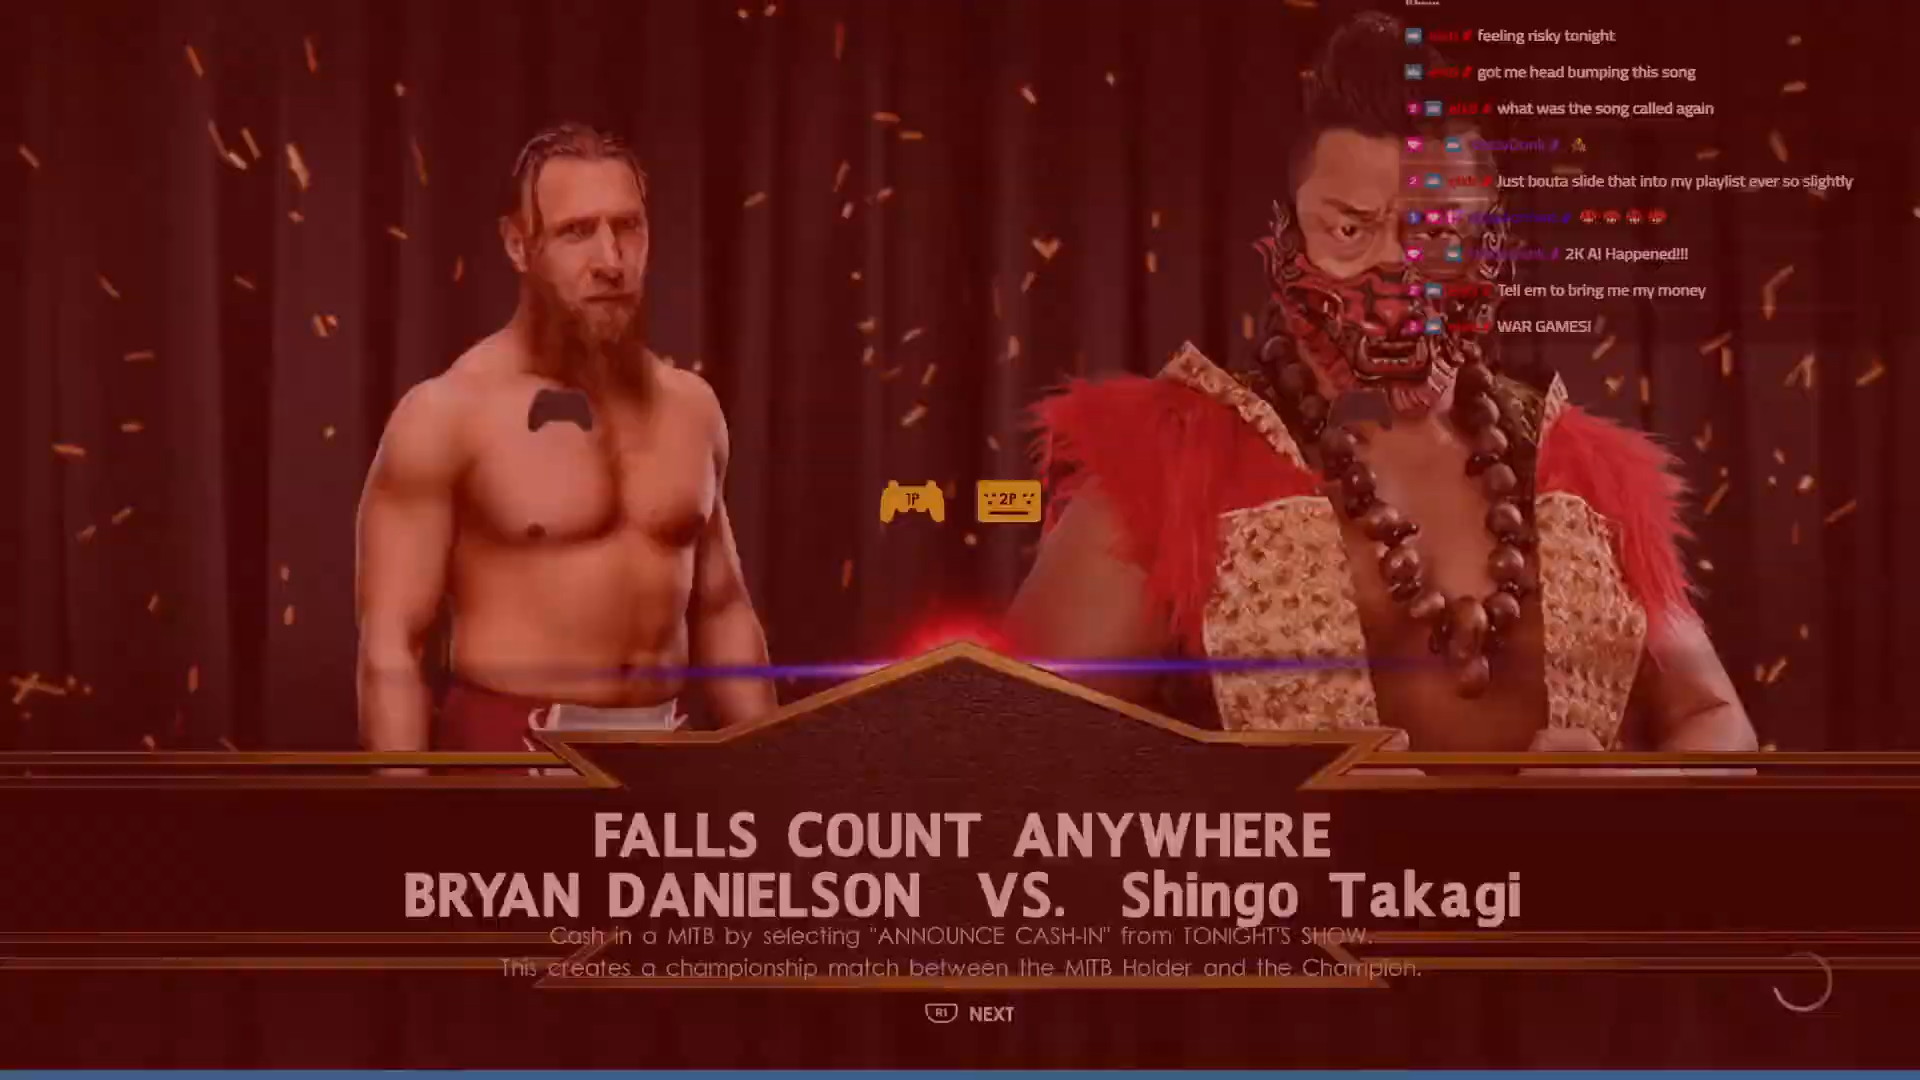 feeling risky tonight
got me head bumping this song
what was the song called again
Just bouta slide that into my playlist ever so slightly
2K AI Happened!!!
Tell em to bring me my money
WAR GAMES!
1P
2P
FALLS COUNT ANYWHERE
BRYAN DANIELSON VS. Shingo Takagi
Cash in a MITB by selecting "ANNOUNCE CASH-IN" from TONIGHT'S SHOW.
This creates a championship match between the MITB Holder and the Champion.
R1 NEXT